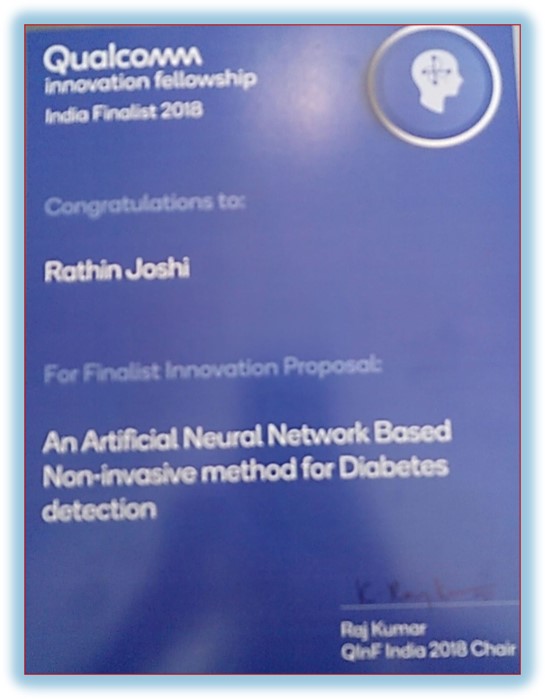 Qualcomm
innovation fellowship
India Finalist 2018
Congratulations to:
Rathin Joshi
For Finalist Innovation Proposal:
An Artificial Neural Network Based
Non-invasive method for Diabetes
detection
Raj Kumar
QInF India 2018 Chair